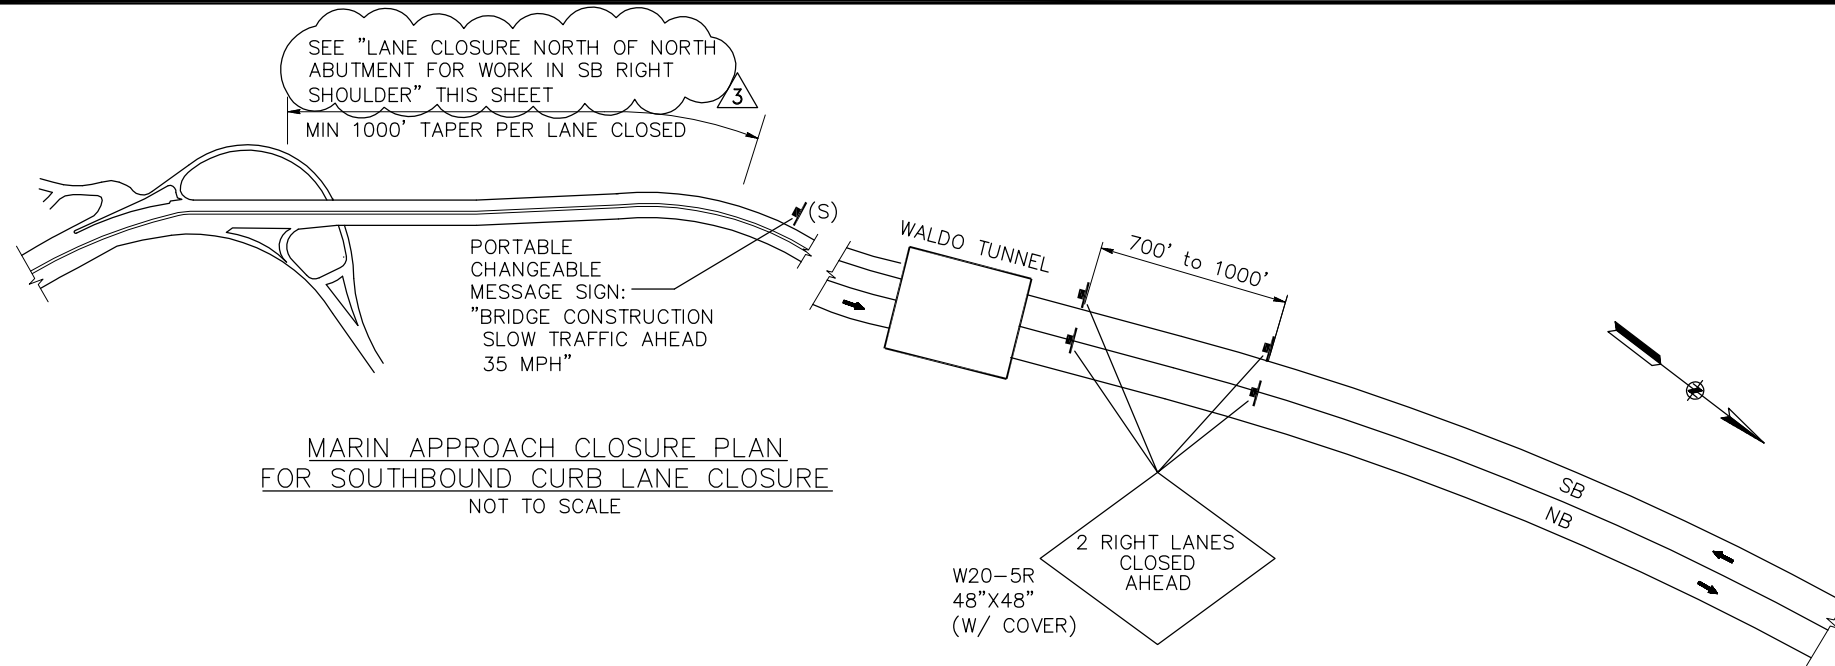 SEE "LANE CLOSURE NORTH OF NORTH
ABUTMENT FOR WORK IN SB RIGHT
SHOULDER" THIS SHEET
3
MIN 1000' TAPER PER LANE CLOSED
(S)
PORTABLE
CHANGEABLE
MESSAGE SIGN:
"BRIDGE CONSTRUCTION
SLOW TRAFFIC AHEAD
35 MPH"
WALDO TUNNEL
700' to 1000'
MARIN APPROACH CLOSURE PLAN
FOR SOUTHBOUND CURB LANE CLOSURE
NOT TO SCALE
SB
NB
2 RIGHT LANES
CLOSED
AHEAD
W20-5R
48"X48"
(W/ COVER)
N